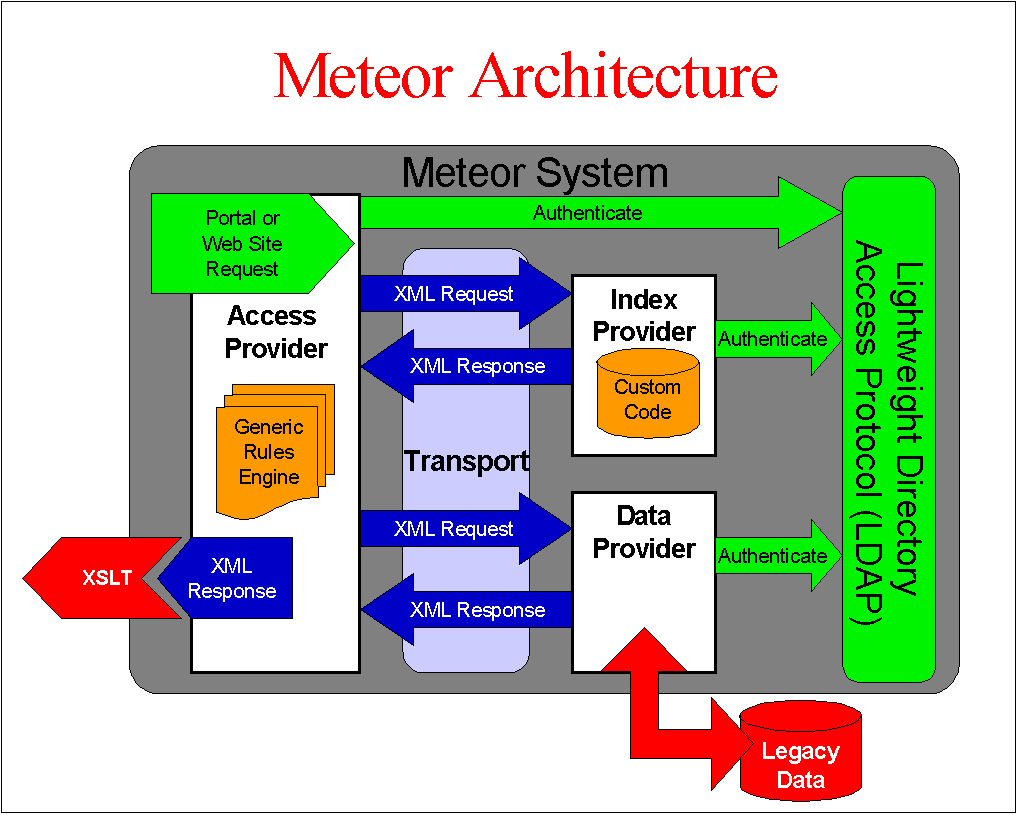 Meteor Architecture
Meteor System
Portal or
Web Site
Request
Authenticate
XML Request
Access
Provider
XML Response
Index
Provider
Custom
Code
Authenticate
Generic
Rules
Engine
Transport
XML Request
Data
Provider
Authenticate
XML
Response
XSLT
XML Response
Lightweight Directory
Access Protocol (LDAP)
Legacy
Data